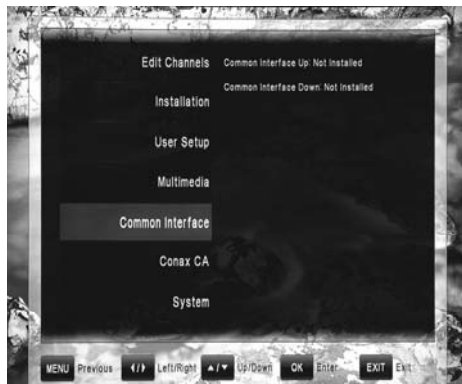 Edit Channels
Common Interface Up: Not Installed
Common Interface Down: Not Installed
Installation
User Setup
Multimedia
Common Interface
Conax CA
System
MENU Previous ◄/► Left/Right ▲/▼ Up/Down OK Enter EXIT Exit